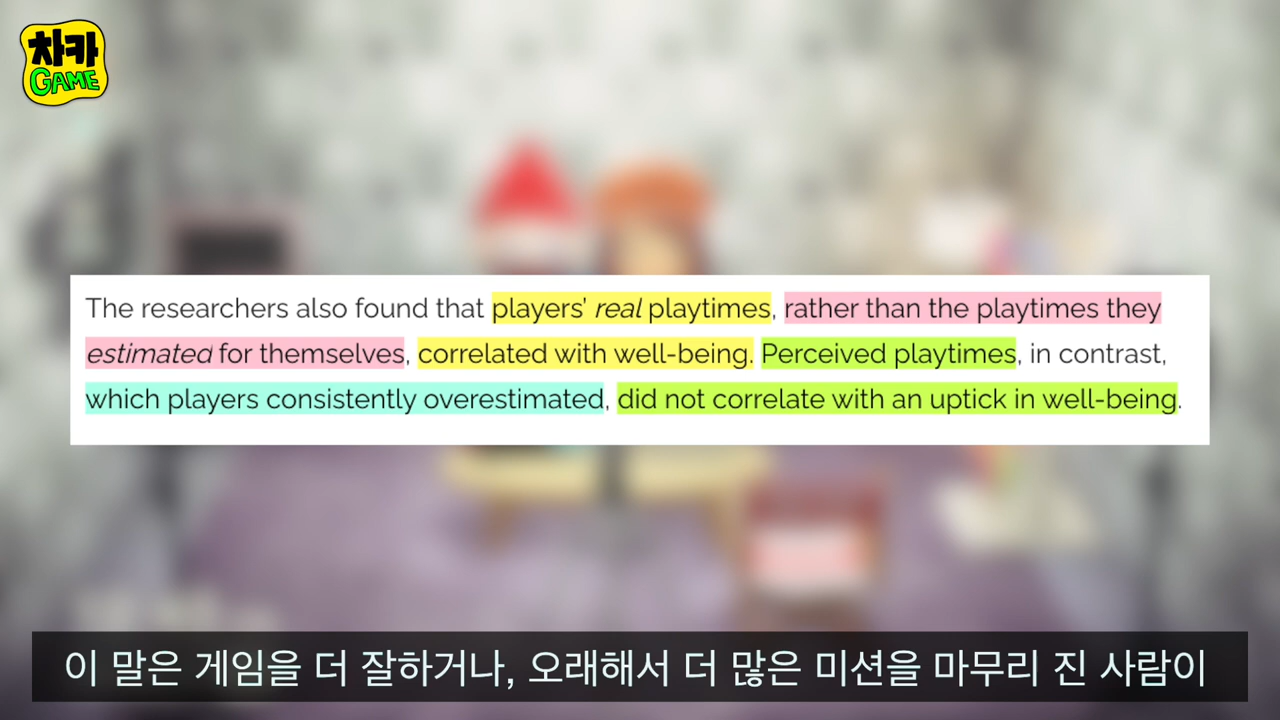 차카
GAME
The researchers also found that players’ real playtimes, rather than the playtimes they
estimated for themselves, correlated with well-being. Perceived playtimes, in contrast,
which players consistently overestimated, did not correlate with an uptick in well-being.
이 말은 게임을 더 잘하거나, 오래해서 더 많은 미션을 마무리 진 사람이